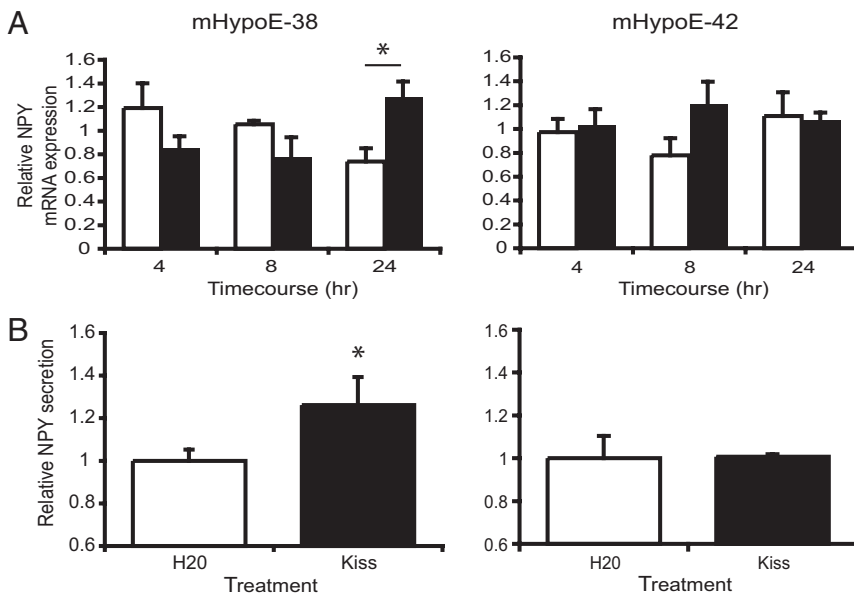 A
mHypoE-38
mHypoE-42
Relative NPY
mRNA expression
1.6
1.4
1.2
1
0.8
0.6
0.4
0.2
0
*
4
8
24
Timecourse (hr)
1.6
1.4
1.2
1
0.8
0.6
0.4
0.2
0
4
8
24
Timecourse (hr)
B
Relative NPY secretion
1.6
1.4
1.2
1
0.8
0.6
*
H20
Kiss
Treatment
1.6
1.4
1.2
1
0.8
0.6
H20
Kiss
Treatment